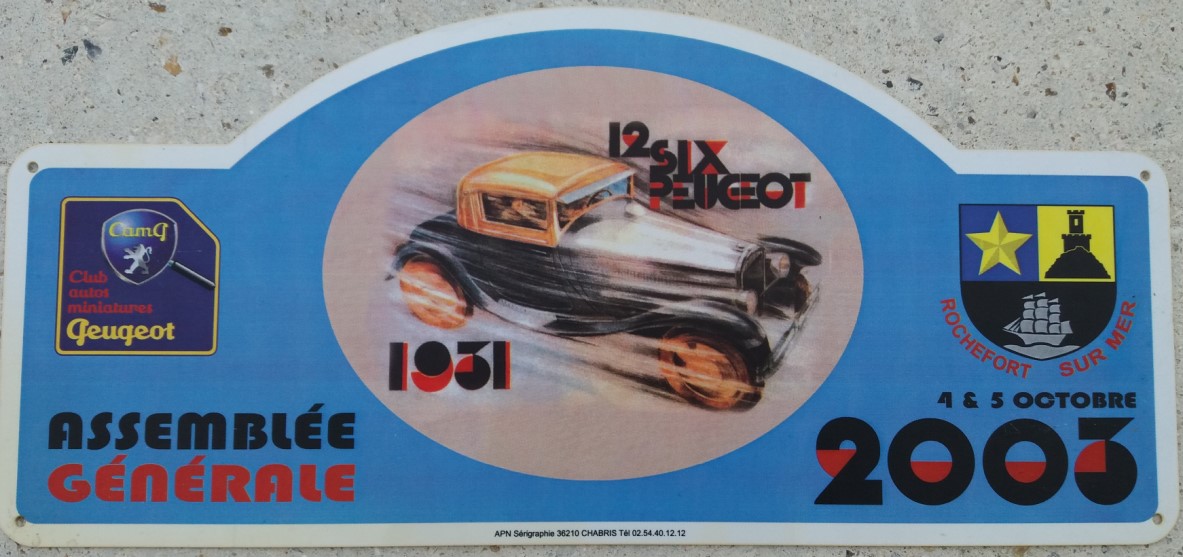 12
SIX
PEUGEOT
1931
CamP
Club
autos
miniatures
Peugeot
ROCHEFORT SUR MER.
ASSEMBLÉE
GÉNÉRALE
4 & 5 OCTOBRE
2003
APN Sérigraphie 36210 CHABRIS Tél 02.54.40.12.12